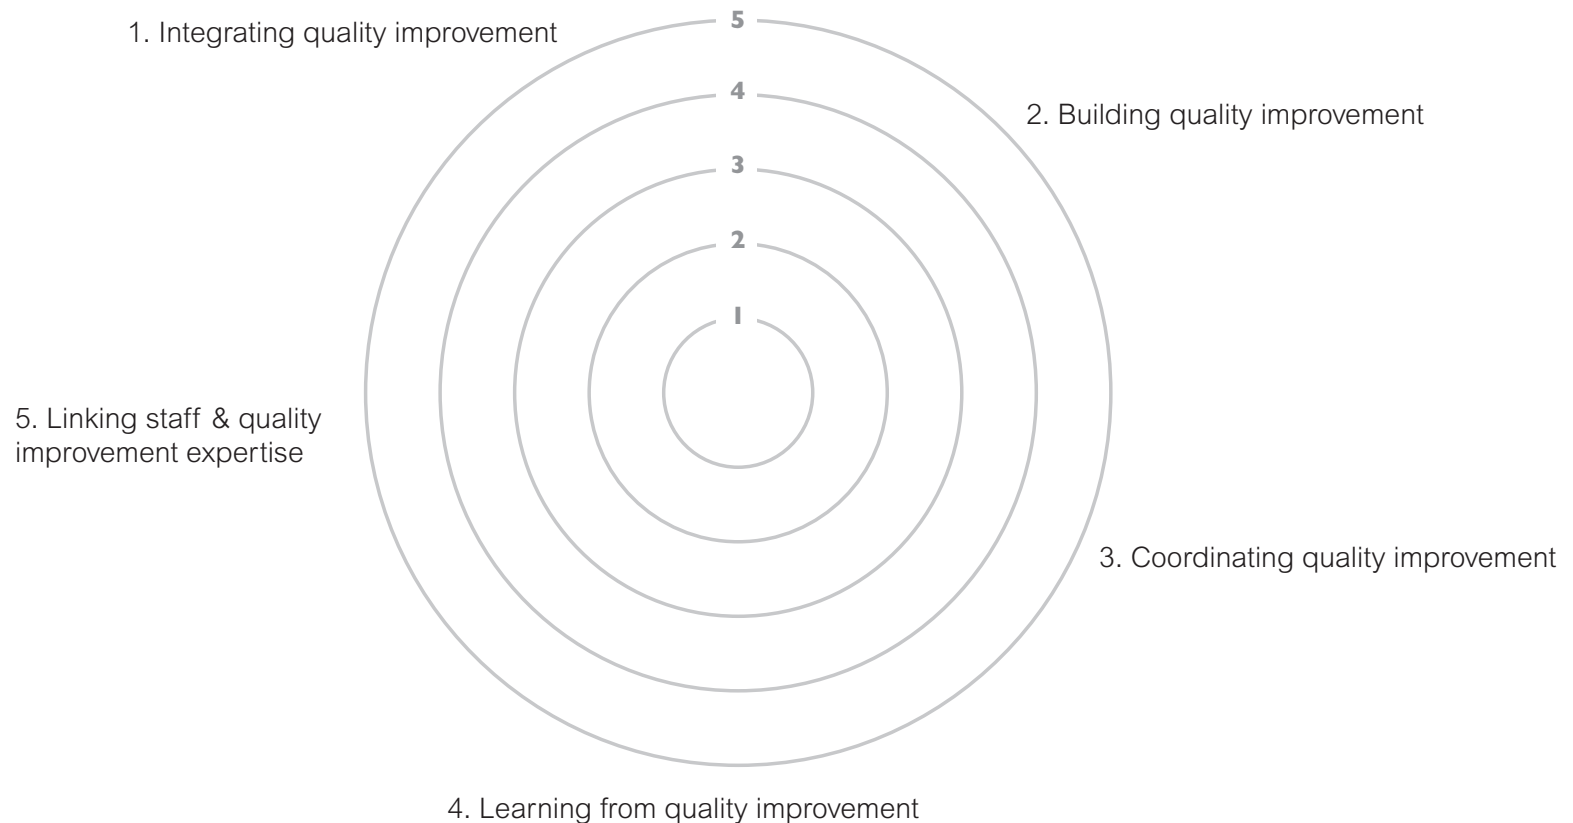 1. Integrating quality improvement
5
4
2. Building quality improvement
3
2
1
5. Linking staff & quality
improvement expertise
3. Coordinating quality improvement
4. Learning from quality improvement